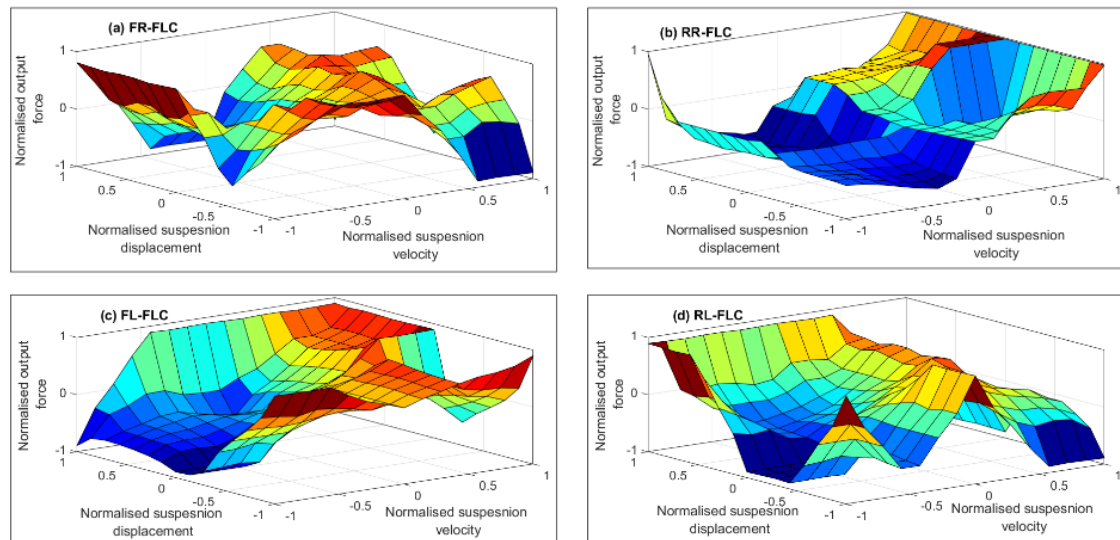 (a) FR-FLC
Normalised output
force
1
0
-1
1
0.5
0
-0.5
-1
Normalised suspesnion
displacement
-1
-0.5
0
0.5
1
Normalised suspesnion
velocity
(b) RR-FLC
Normalised output
force
1
0
-1
1
0.5
0
-0.5
-1
Normalised suspesnion
displacement
-1
-0.5
0
0.5
1
Normalised suspesnion
velocity
(c) FL-FLC
Normalised output
force
1
0
-1
1
0.5
0
-0.5
-1
Normalised suspesnion
displacement
-1
-0.5
0
0.5
1
Normalised suspesnion
velocity
(d) RL-FLC
Normalised output
force
1
0
-1
1
0.5
0
-0.5
-1
Normalised suspesnion
displacement
-1
-0.5
0
0.5
1
Normalised suspesnion
velocity